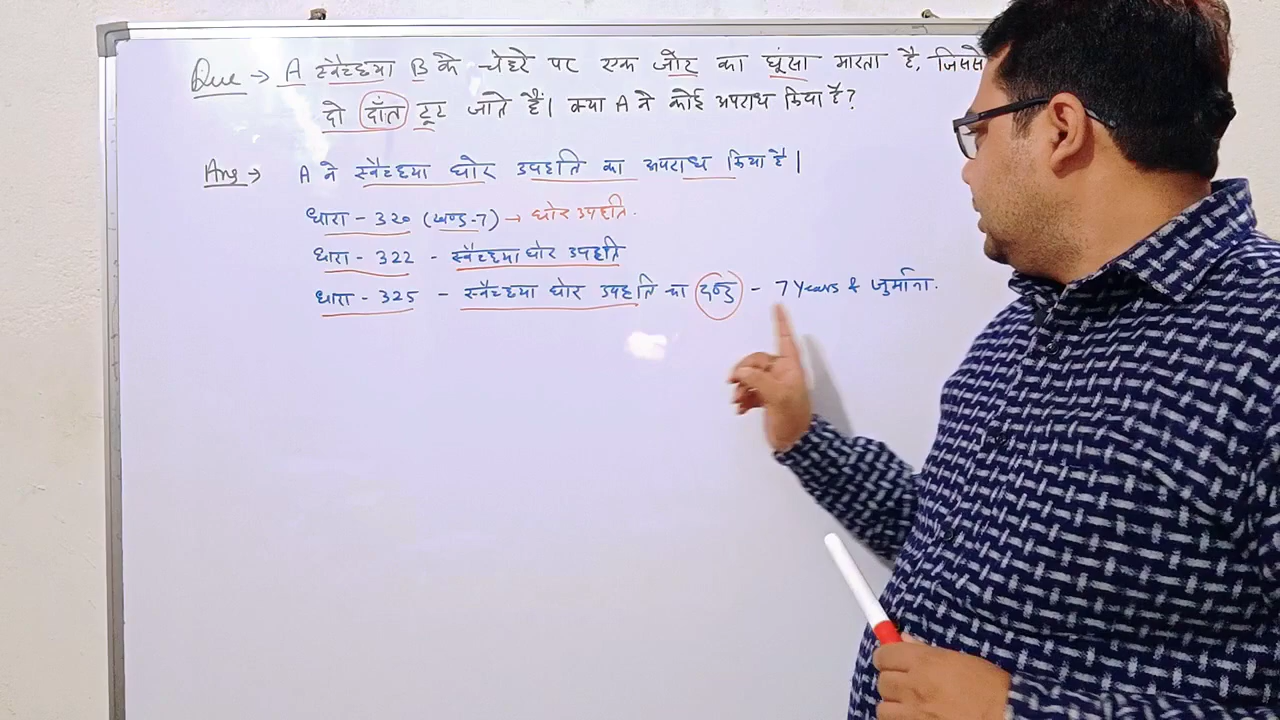 Que → A स्वेच्छया B के चेहरे पर एक जोर का घूंसा मारता है, जिससे
दो दाँत टूट जाते हैं। क्या A ने कोई अपराध किया है?
Ans → A ने स्वैच्छया घोर उपहति का अपराध किया है।
धारा - 320 (खण्ड-7) → घोर उपहति.
धारा - 322 - स्वैच्छया घोर उपहति
धारा - 325 - स्वैच्छया घोर उपहति का दण्ड - 7 Years & जुर्माना.